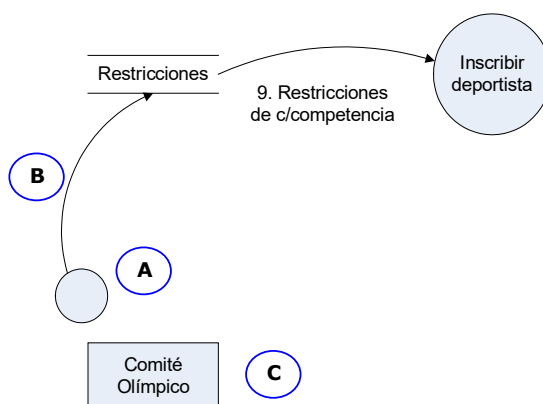 Restricciones
9. Restricciones
de c/competencia
Inscribir
deportista
B
A
Comité
Olímpico
C